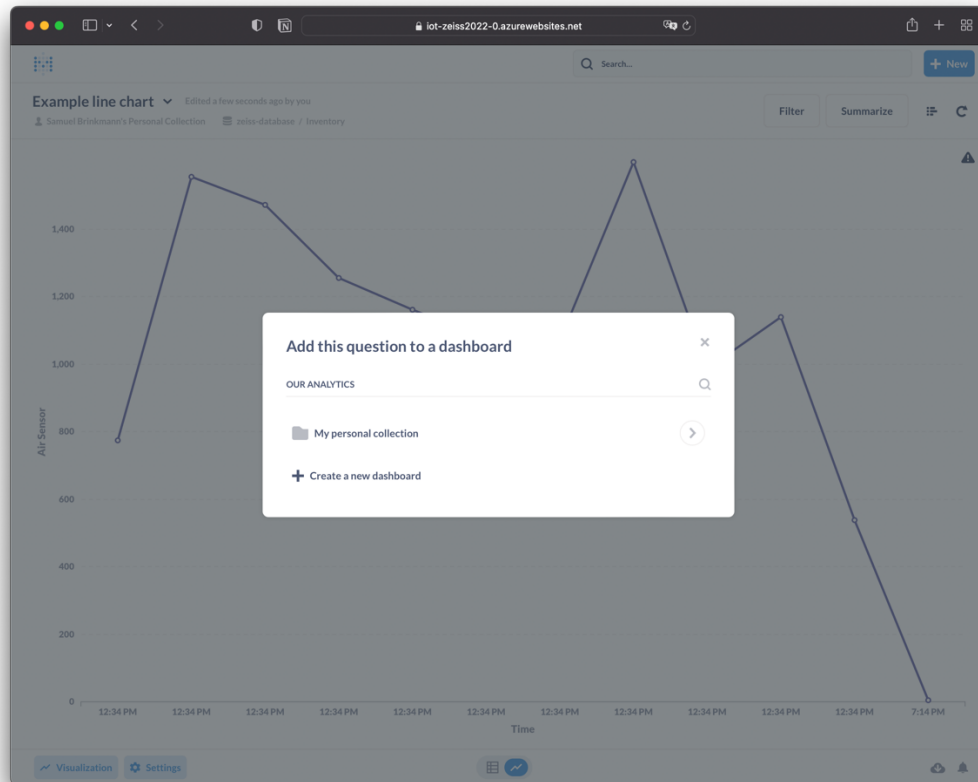 iot-zeiss2022-0.azurewebsites.net
Search...
+ New
Example line chart
Edited a few seconds ago by you
Samuel Brinkmann's Personal Collection
zeiss-database / Inventory
Filter
Summarize
1,400
1,200
1,000
800
600
400
200
0
Air Sensor
Add this question to a dashboard
OUR ANALYTICS
My personal collection
Create a new dashboard
12:34 PM 12:34 PM 12:34 PM 12:34 PM 12:34 PM 12:34 PM 12:34 PM 12:34 PM 12:34 PM 12:34 PM 12:34 PM 7:14 PM
Time
Visualization
Settings